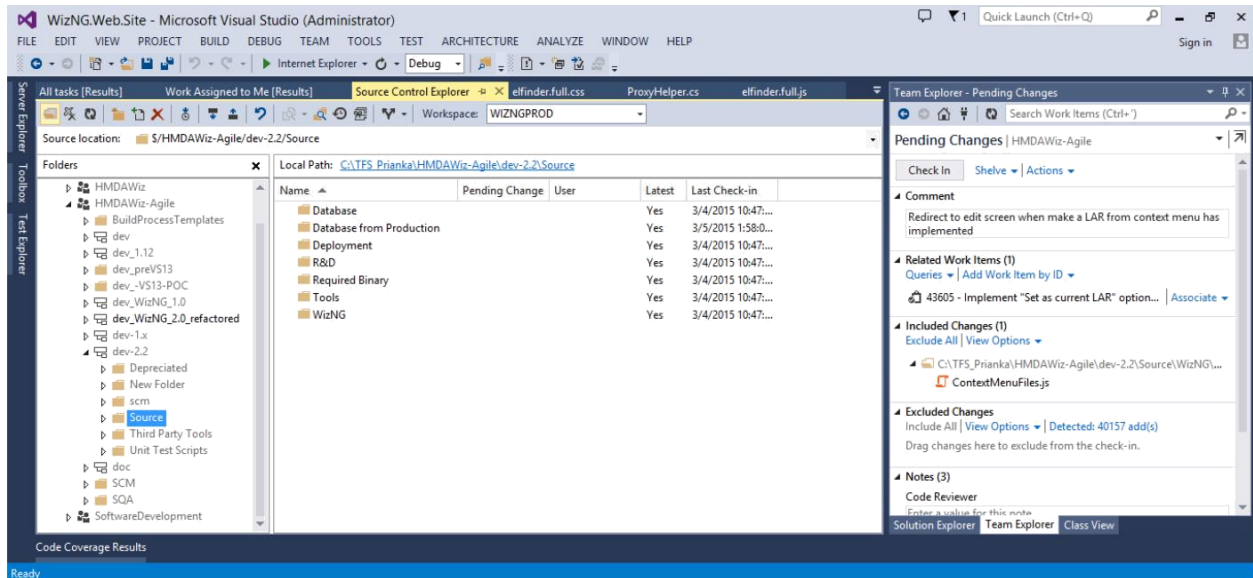 WizNG.Web.Site - Microsoft Visual Studio (Administrator)
1
Quick Launch (Ctrl+Q)
FILE EDIT VIEW PROJECT BUILD DEBUG TEAM TOOLS TEST ARCHITECTURE ANALYZE WINDOW HELP
Sign in
Internet Explorer
Debug
Server Explorer
Toolbox
Test Explorer
All tasks [Results] Work Assigned to Me [Results] Source Control Explorer elfinder.full.css ProxyHelper.cs elfinder.full.js
Workspace: WIZNGPROD
Source location: $/HMDAWiz-Agile/dev-2.2/Source
Folders
HMDAWiz
HMDAWiz-Agile
BuildProcessTemplates
dev
dev_1.12
dev_preVS13
dev_-VS13-POC
dev_WizNG_1.0
dev_WizNG_2.0_refactored
dev-1.x
dev-2.2
Depreciated
New Folder
scm
Source
Third Party Tools
Unit Test Scripts
doc
SCM
SQA
SoftwareDevelopment
Local Path: C:\TFS_Prianka\HMDAWiz-Agile\dev-2.2\Source
Name Pending Change User Latest Last Check-in
Database Yes 3/4/2015 10:47:...
Database from Production Yes 3/5/2015 1:58:0...
Deployment Yes 3/4/2015 10:47:...
R&D Yes 3/4/2015 10:47:...
Required Binary Yes 3/4/2015 10:47:...
Tools Yes 3/4/2015 10:47:...
WizNG Yes 3/4/2015 10:47:...
Team Explorer - Pending Changes
Search Work Items (Ctrl+')
Pending Changes | HMDAWiz-Agile
Check In Shelve Actions
Comment
Redirect to edit screen when make a LAR from context menu has
implemented
Related Work Items (1)
Queries Add Work Item by ID
43605 - Implement "Set as current LAR" option... Associate
Included Changes (1)
Exclude All View Options
C:\TFS_Prianka\HMDAWiz-Agile\dev-2.2\Source\WizNG\...
ContextMenuFiles.js
Excluded Changes
Include All View Options Detected: 40157 add(s)
Drag changes here to exclude from the check-in.
Notes (3)
Code Reviewer
Enter a value for this note
Solution Explorer Team Explorer Class View
Code Coverage Results
Ready